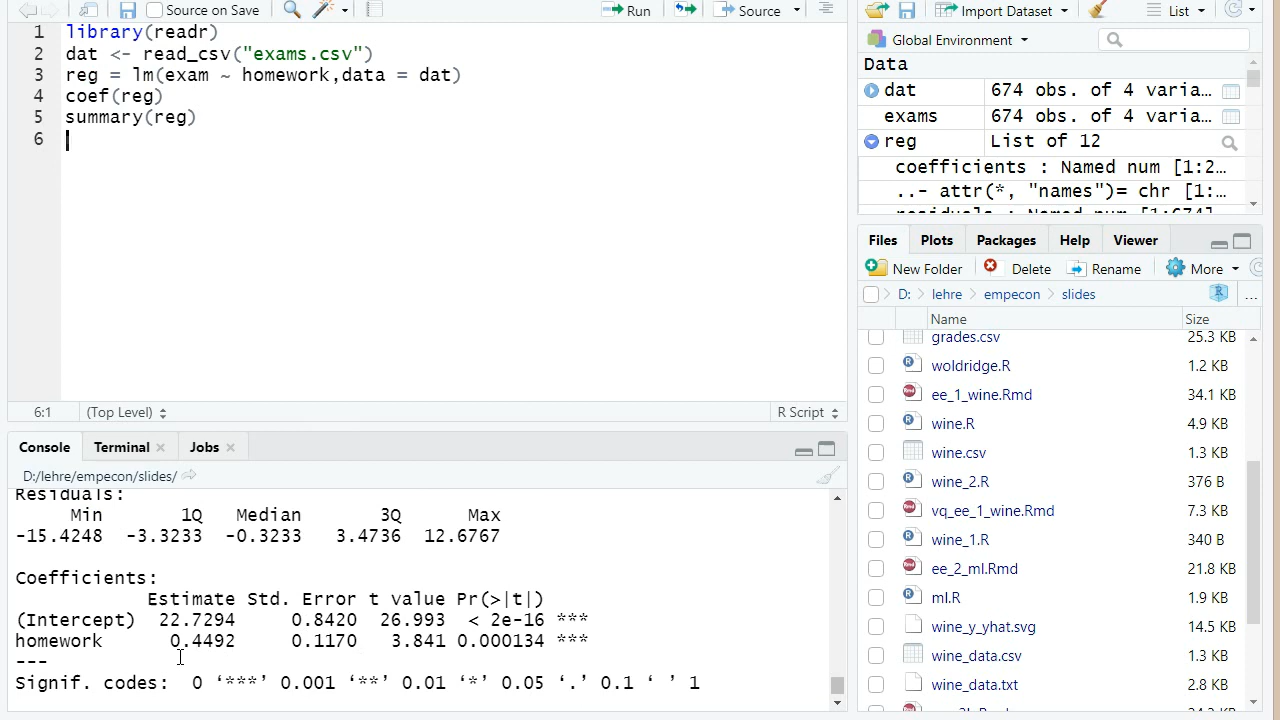 Source on Save Run Source
1 library(readr)
2 dat <- read_csv("exams.csv")
3 reg = lm(exam ~ homework,data = dat)
4 coef(reg)
5 summary(reg)
6
6:1 (Top Level) R Script
Console Terminal Jobs
D:/lehre/empecon/slides/
Residuals:
Min 1Q Median 3Q Max
-15.4248 -3.3233 -0.3233 3.4736 12.6767
Coefficients:
Estimate Std. Error t value Pr(>|t|)
(Intercept) 22.7294 0.8420 26.993 < 2e-16 ***
homework 0.4492 0.1170 3.841 0.000134 ***
---
Signif. codes: 0 ‘***’ 0.001 ‘**’ 0.01 ‘*’ 0.05 ‘.’ 0.1 ‘ ’ 1
Import Dataset List
Global Environment
Data
dat 674 obs. of 4 varia…
exams 674 obs. of 4 varia…
reg List of 12
coefficients : Named num [1:2…
..- attr(*, "names")= chr [1:…
residuals : Named num [1:674]
Files Plots Packages Help Viewer
New Folder Delete Rename More
D: lehre empecon slides ...
Name Size
grades.csv 25.3 KB
woldridge.R 1.2 KB
ee_1_wine.Rmd 34.1 KB
wine.R 4.9 KB
wine.csv 1.3 KB
wine_2.R 376 B
vq_ee_1_wine.Rmd 7.3 KB
wine_1.R 340 B
ee_2_ml.Rmd 21.8 KB
ml.R 1.9 KB
wine_y_yhat.svg 14.5 KB
wine_data.csv 1.3 KB
wine_data.txt 2.8 KB